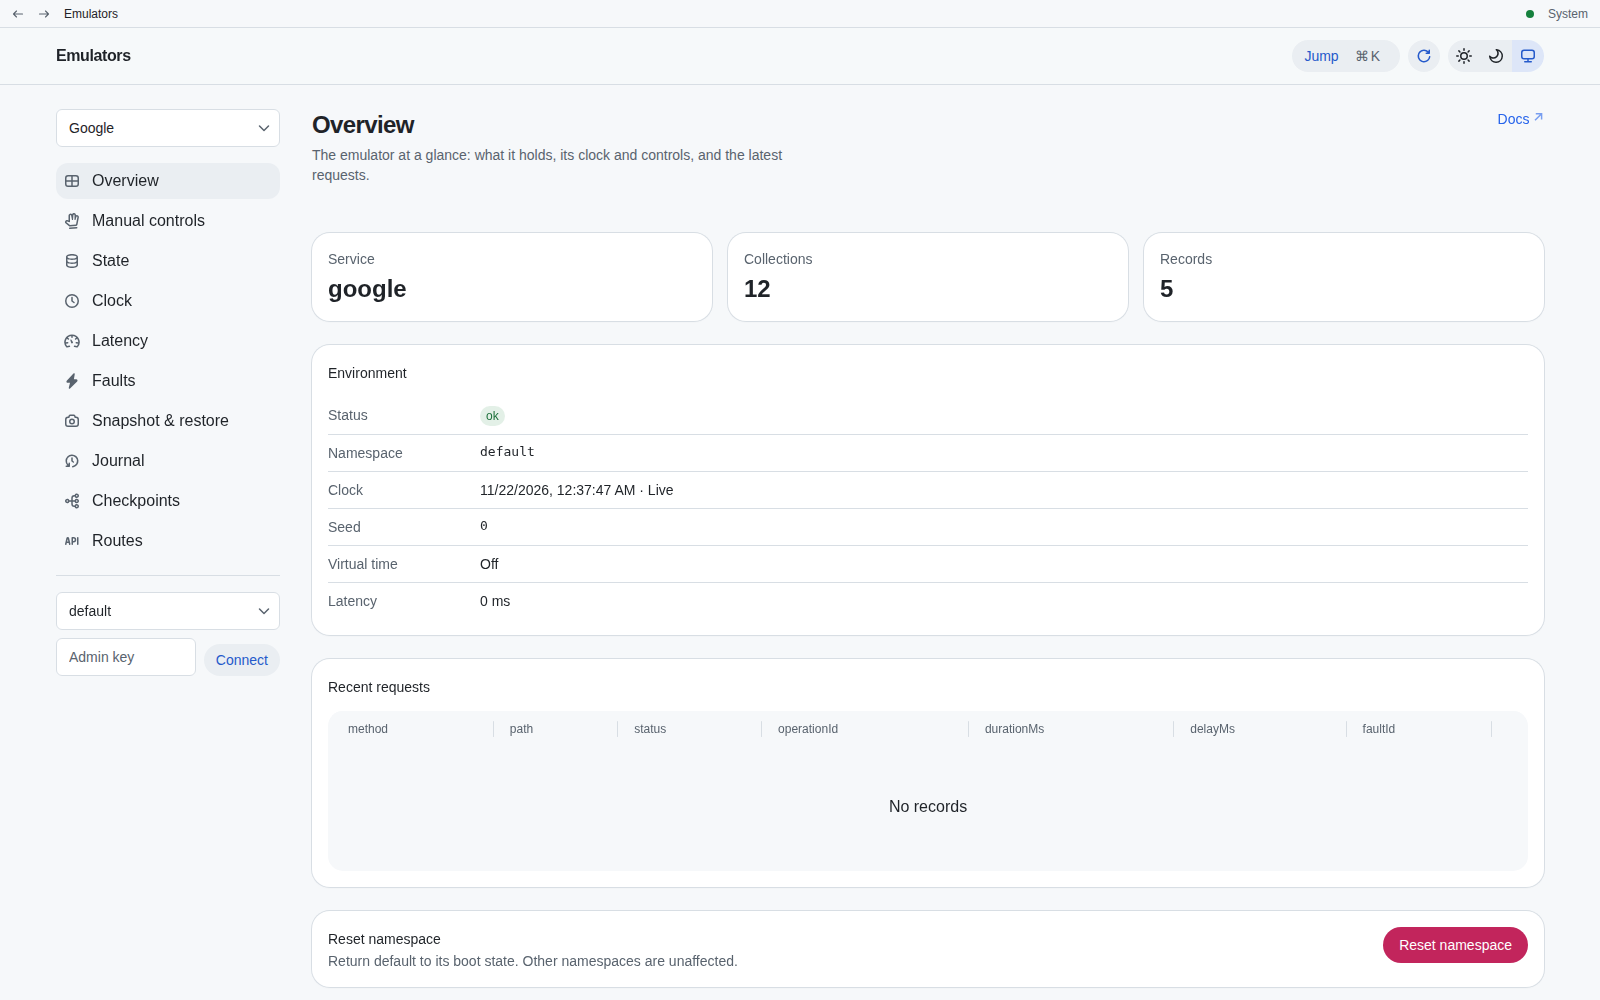 Emulators
System
Emulators
Jump ⌘K
Google
Overview
Manual controls
State
Clock
Latency
Faults
Snapshot & restore
Journal
Checkpoints
API Routes
default
Admin key
Connect
Overview
Docs
The emulator at a glance: what it holds, its clock and controls, and the latest
requests.
Service
google
Collections
12
Records
5
Environment
Status ok
Namespace default
Clock 11/22/2026, 12:37:47 AM · Live
Seed 0
Virtual time Off
Latency 0 ms
Recent requests
method path status operationId durationMs delayMs faultId
No records
Reset namespace
Return default to its boot state. Other namespaces are unaffected.
Reset namespace